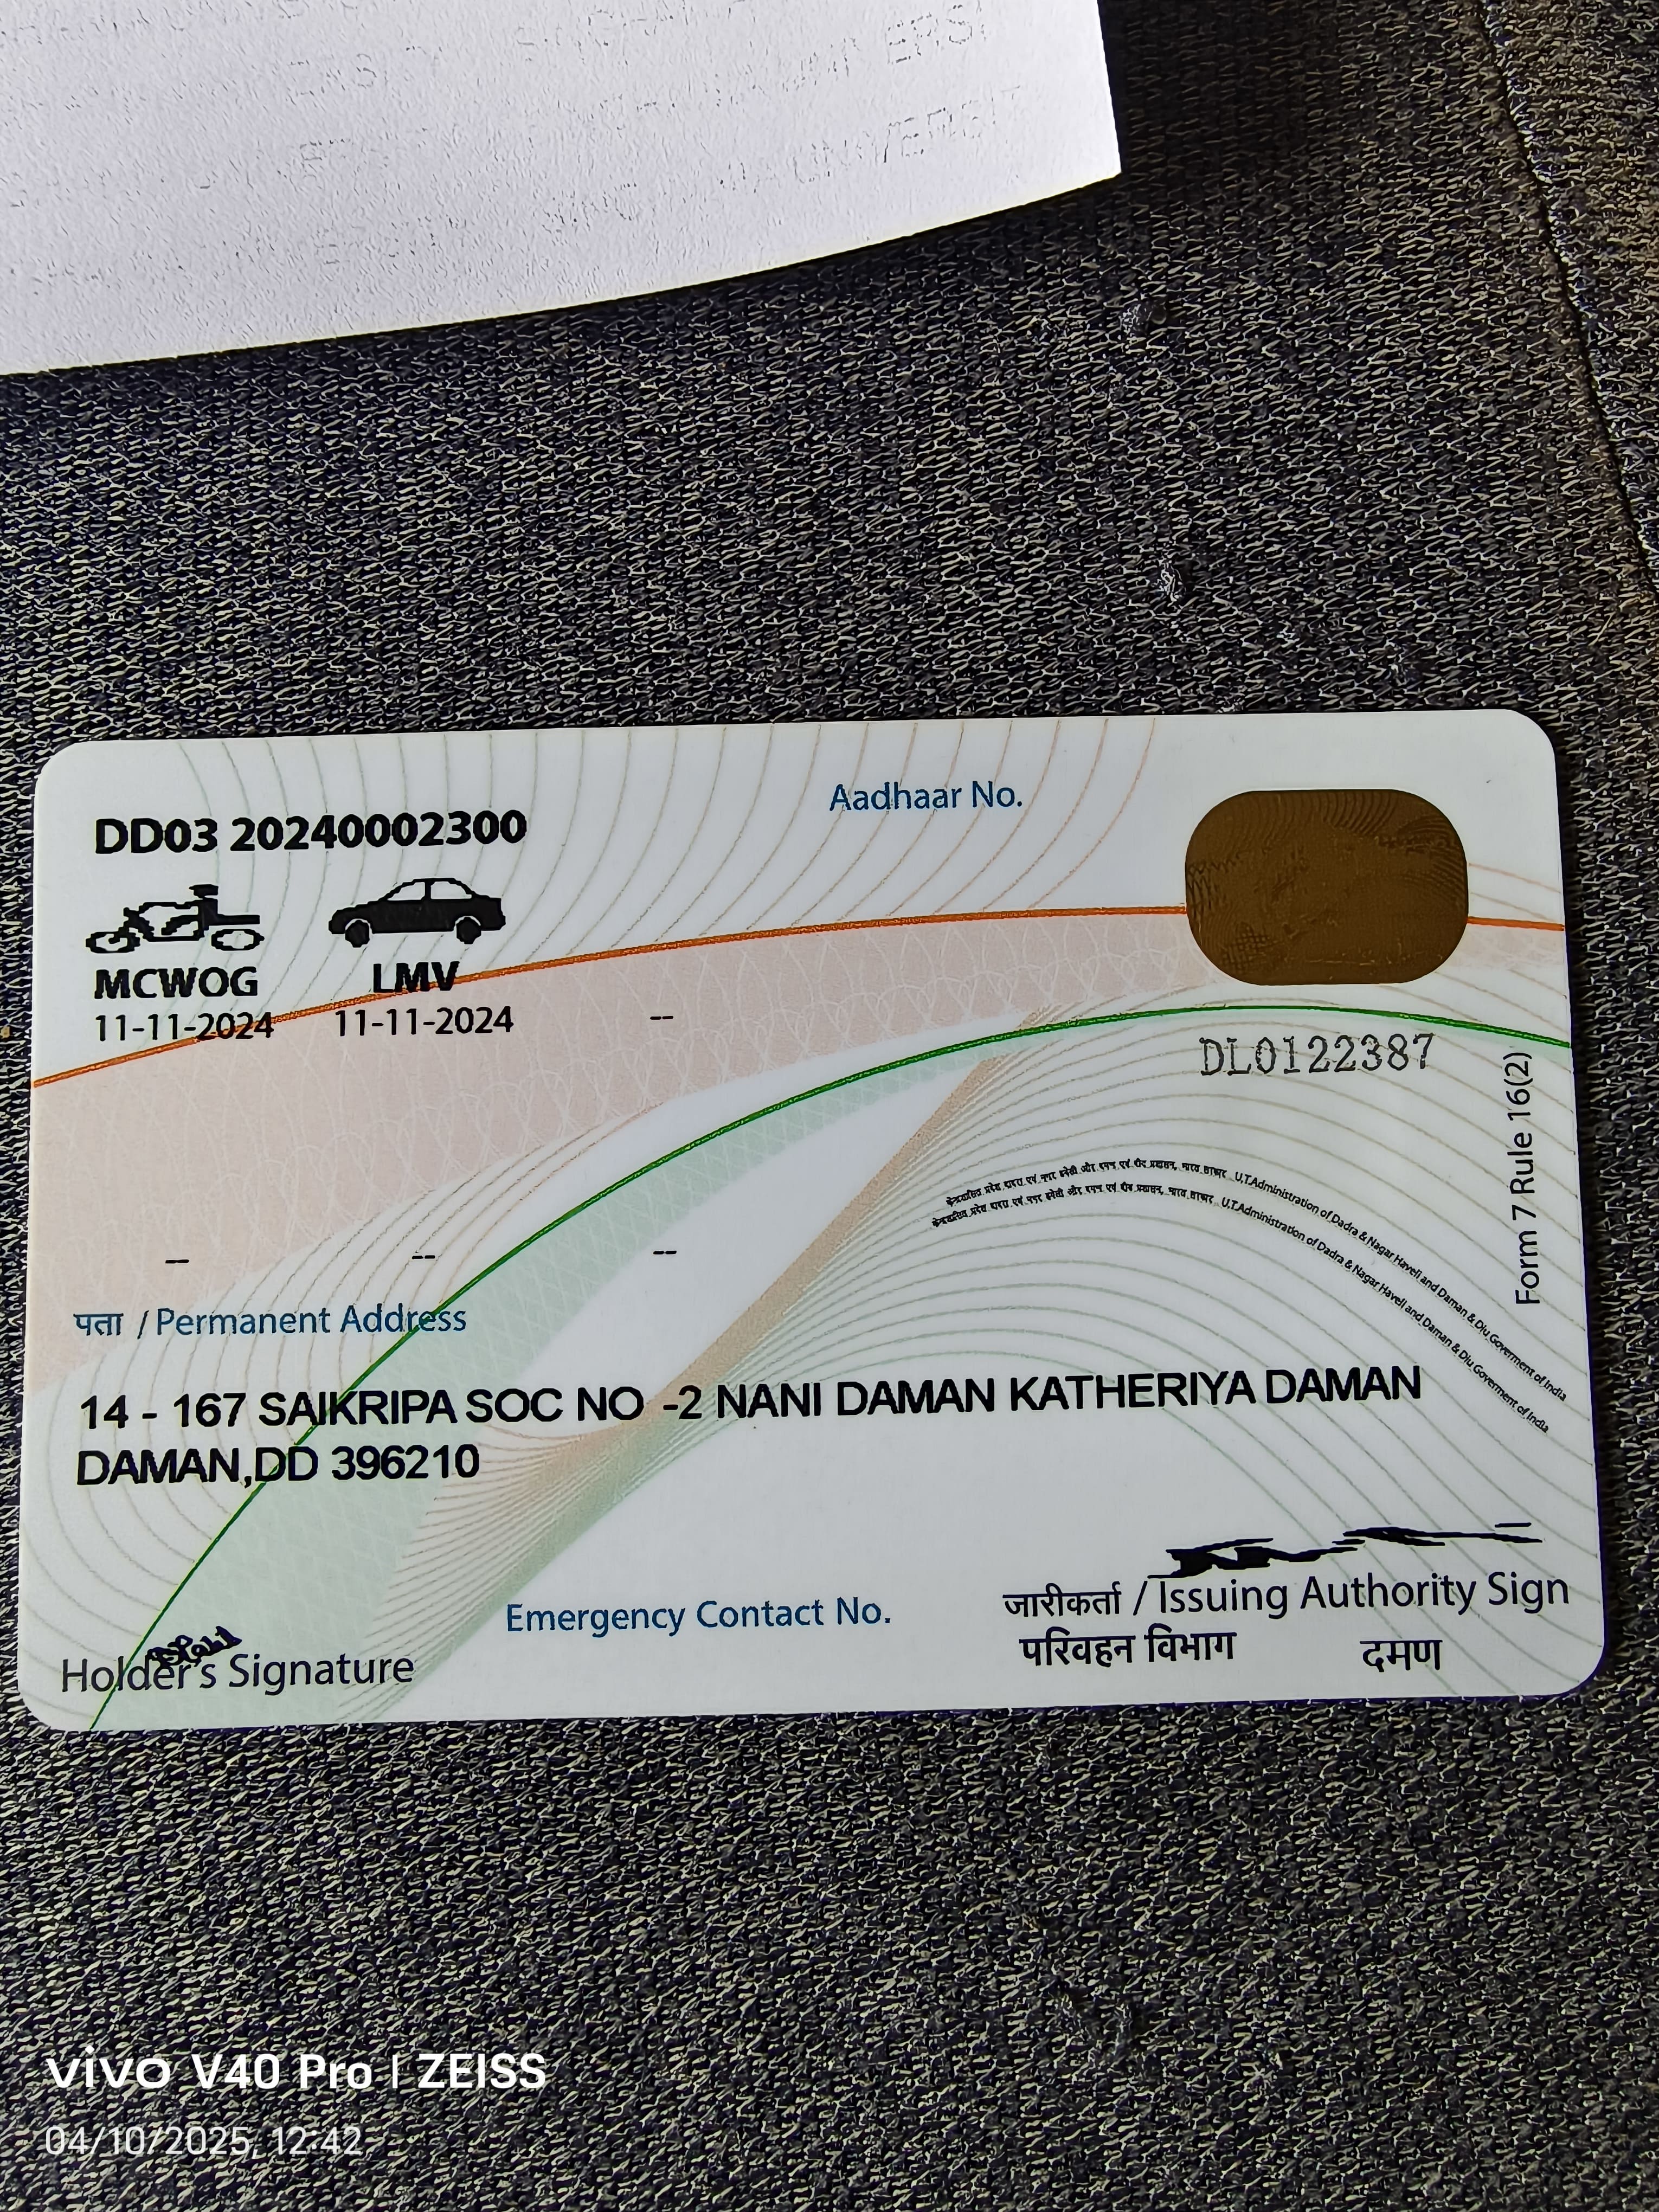 DD03 20240002300
Aadhaar No.
MCWOG
LMV
11-11-2024
11-11-2024
--
DL0122387
Form 7 Rule 16(2)
U.T.Administration of Dadra & Nagar Haveli and Daman & Diu Goverment of India
U.T.Administration of Dadra & Nagar Haveli and Daman & Diu Goverment of India
-- -- --
पता / Permanent Address
14 - 167 SAIKRIPA SOC NO -2 NANI DAMAN KATHERIYA DAMAN
DAMAN,DD 396210
Emergency Contact No.
जारीकर्ता / Issuing Authority Sign
परिवहन विभाग दमण
Holder's Signature
vivo V40 Pro | ZEISS
04/10/2025, 12:42